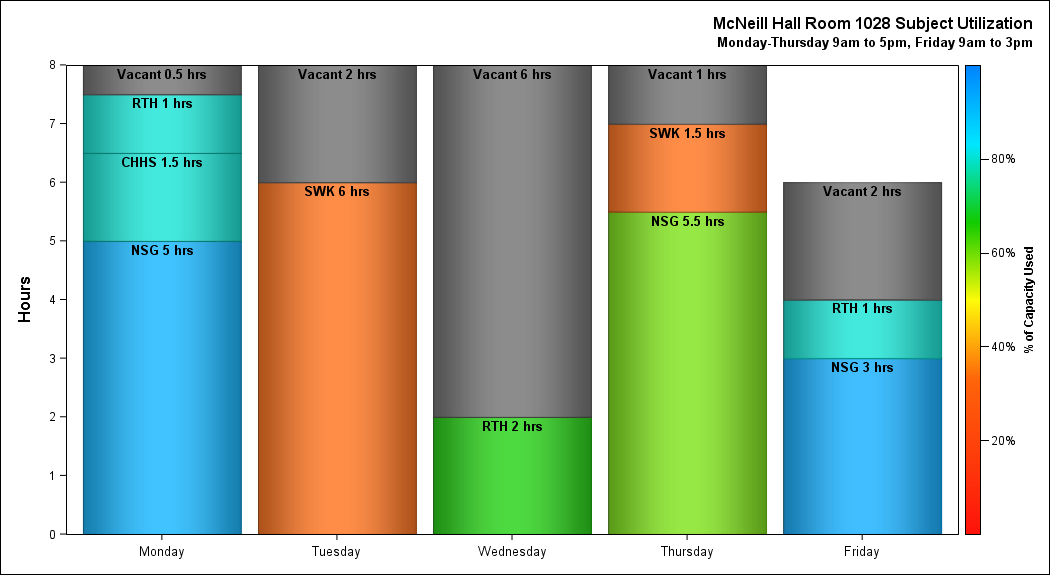 McNeill Hall Room 1028 Subject Utilization
Monday-Thursday 9am to 5pm, Friday 9am to 3pm
Hours
8
7
6
5
4
3
2
1
0
Vacant 0.5 hrs
RTH 1 hrs
CHHS 1.5 hrs
NSG 5 hrs
Vacant 2 hrs
SWK 6 hrs
Vacant 6 hrs
RTH 2 hrs
Vacant 1 hrs
SWK 1.5 hrs
NSG 5.5 hrs
Vacant 2 hrs
RTH 1 hrs
NSG 3 hrs
Monday
Tuesday
Wednesday
Thursday
Friday
80%
60%
40%
20%
% of Capacity Used